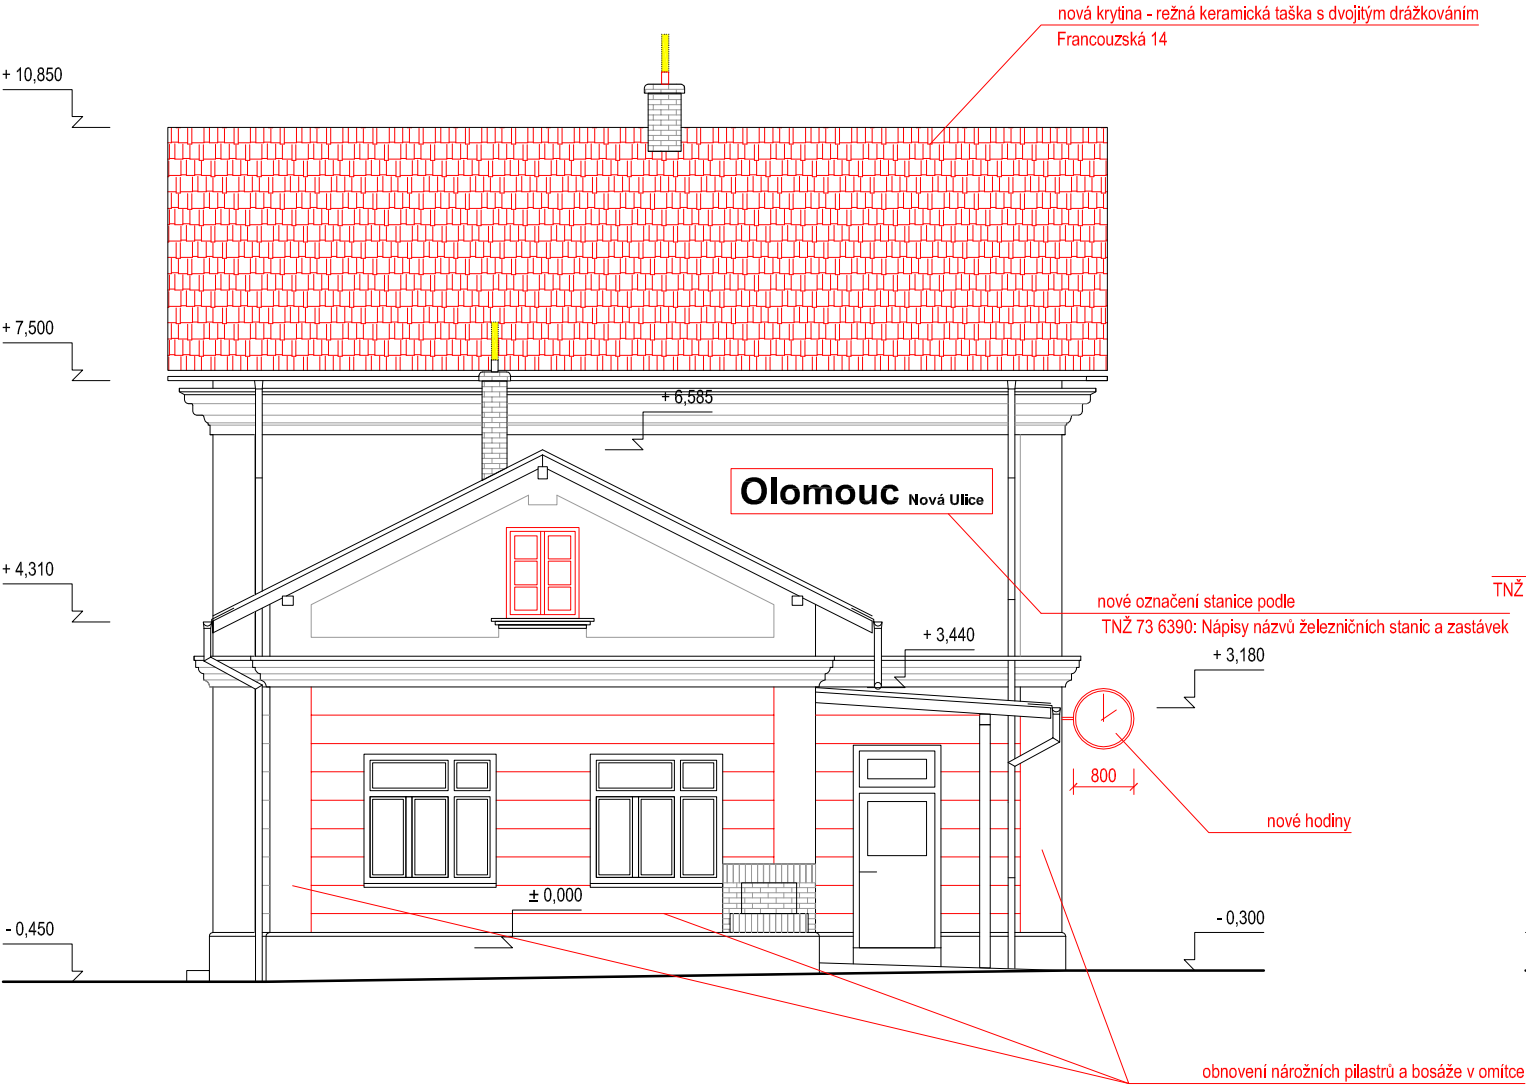 nová krytina - režná keramická taška s dvojitým drážkováním
Francouzská 14
+ 10,850
+ 7,500
+ 6,585
Olomouc Nová Ulice
+ 4,310
TNŽ
nové označení stanice podle
TNŽ 73 6390: Nápisy názvů železničních stanic a zastávek
+ 3,440
+ 3,180
800
nové hodiny
± 0,000
- 0,450
- 0,300
obnovení nárožních pilastrů a bosáže v omítce